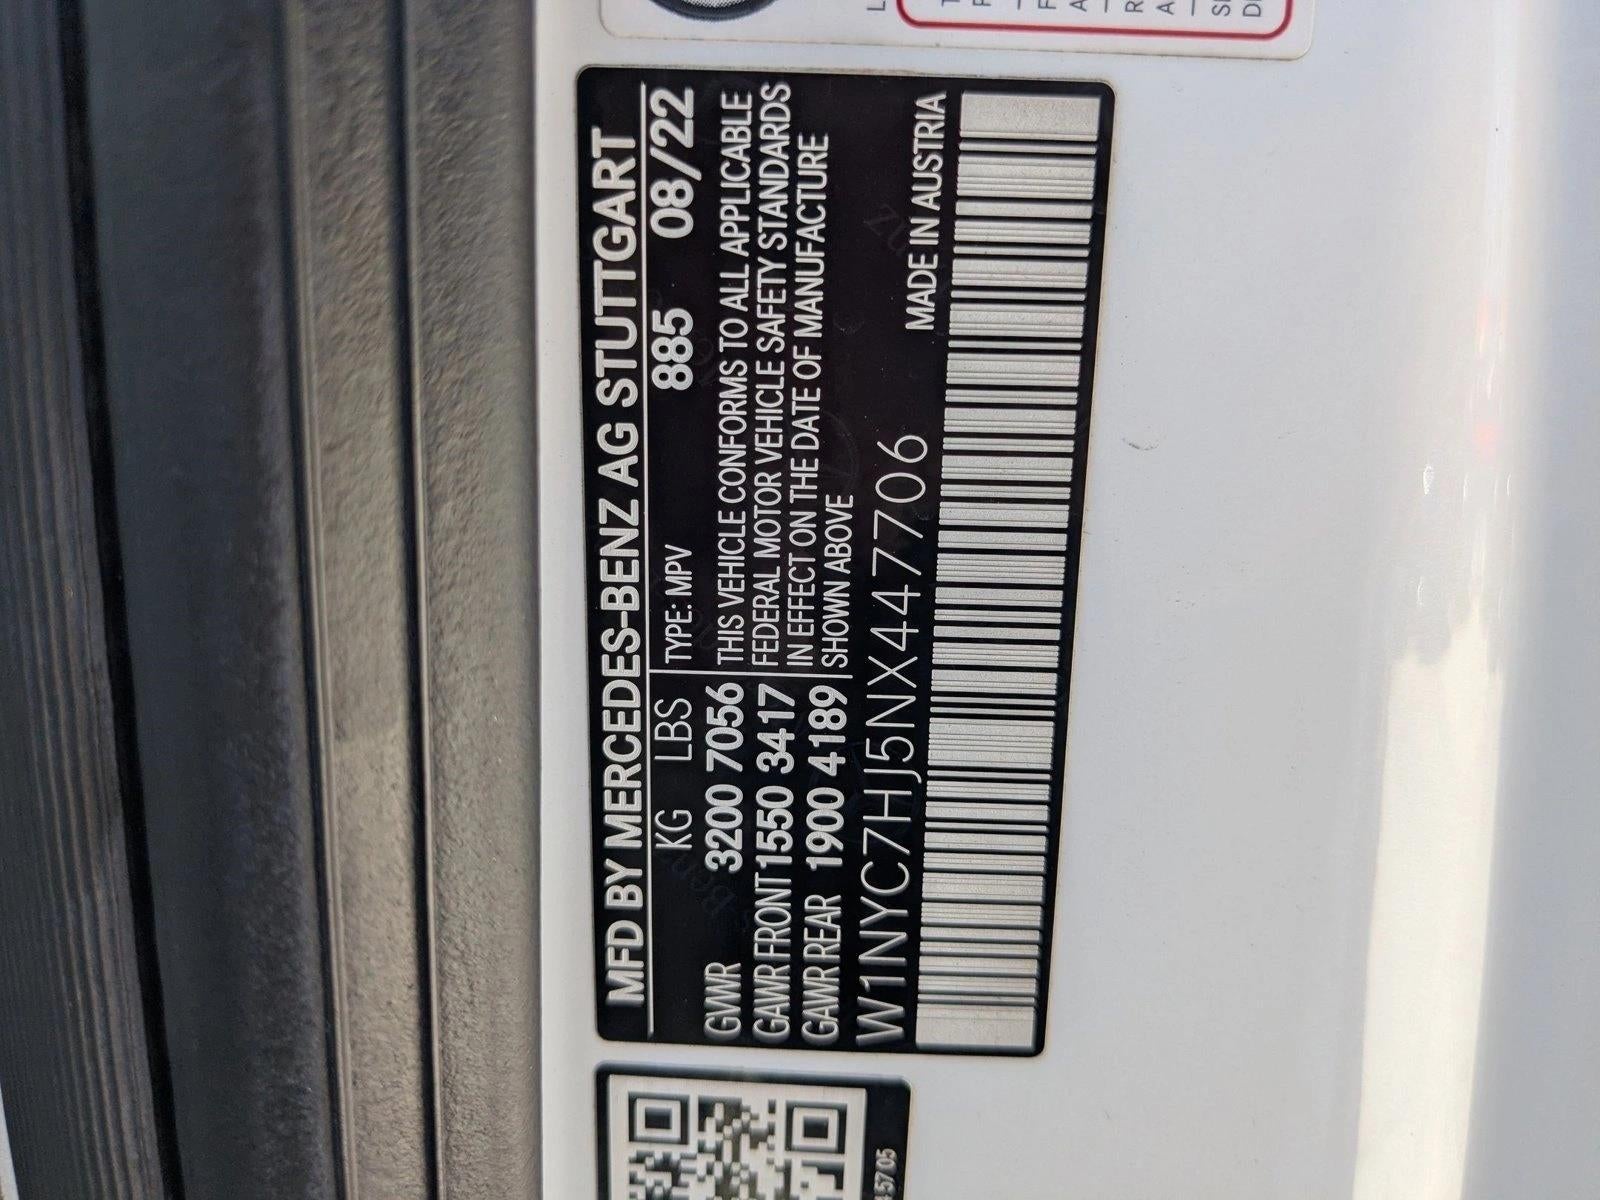 MFD BY MERCEDES-BENZ AG STUTTGART
KG LBS TYPE: MPV 885 08/22
GVWR 3200 7056 THIS VEHICLE CONFORMS TO ALL APPLICABLE
GAWR FRONT 1550 3417 FEDERAL MOTOR VEHICLE SAFETY STANDARDS
IN EFFECT ON THE DATE OF MANUFACTURE
GAWR REAR 1900 4189 SHOWN ABOVE
W1NYC7HJ5NX447706 MADE IN AUSTRIA